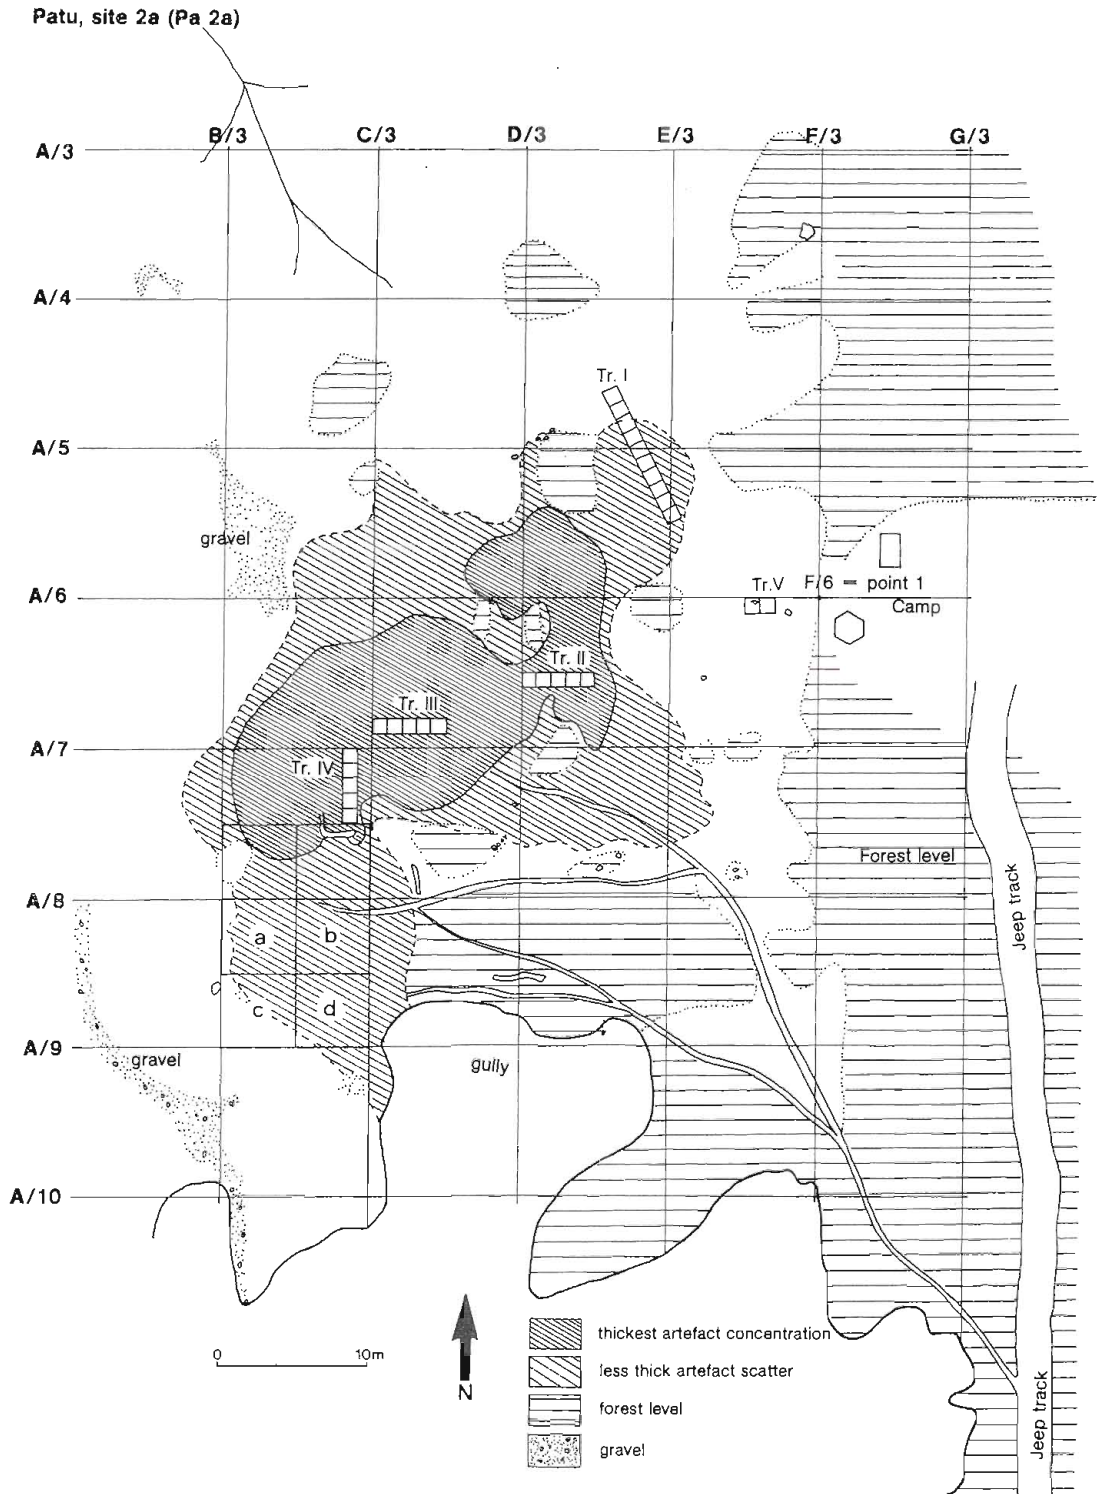 Patu, site 2a (Pa 2a)
B/3 C/3 D/3 E/3 F/3 G/3
A/3
A/4
Tr. I
A/5
gravel
Tr.V F/6 = point 1
A/6
Camp
Tr. II
Tr. III
A/7
Tr. IV
Forest level
A/8
Jeep track
a b
c d
A/9
gravel
gully
A/10
thickest artefact concentration
0 10m
less thick artefact scatter
N
forest level
Jeep track
gravel